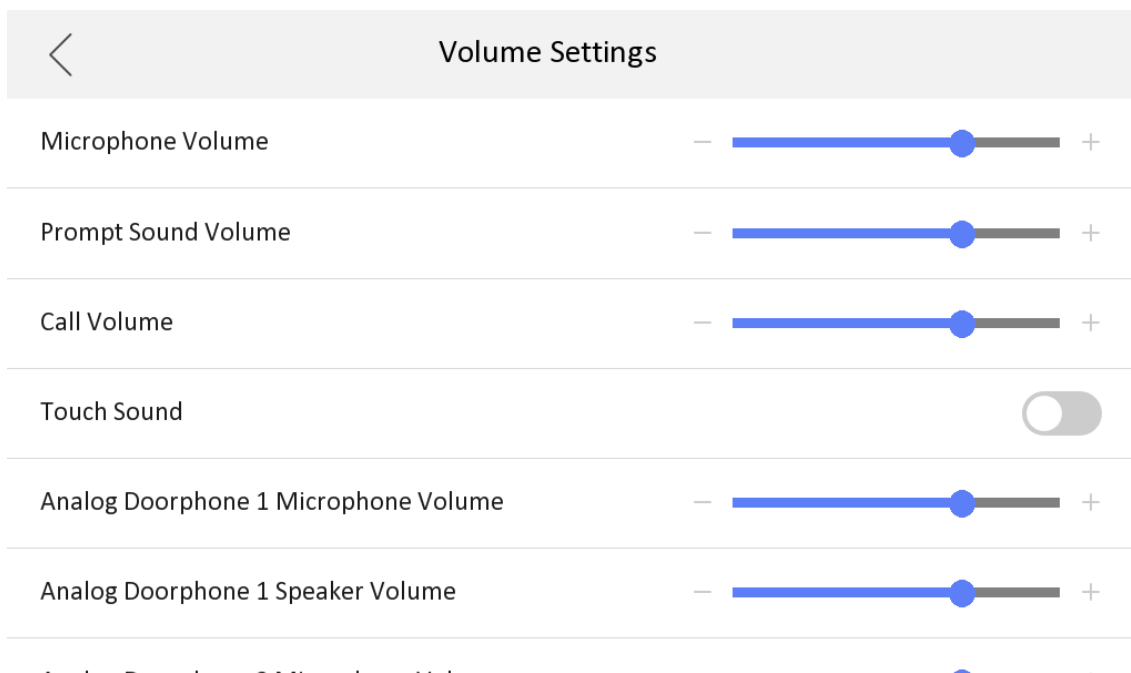 Volume Settings
Microphone Volume
Prompt Sound Volume
Call Volume
Touch Sound
Analog Doorphone 1 Microphone Volume
Analog Doorphone 1 Speaker Volume